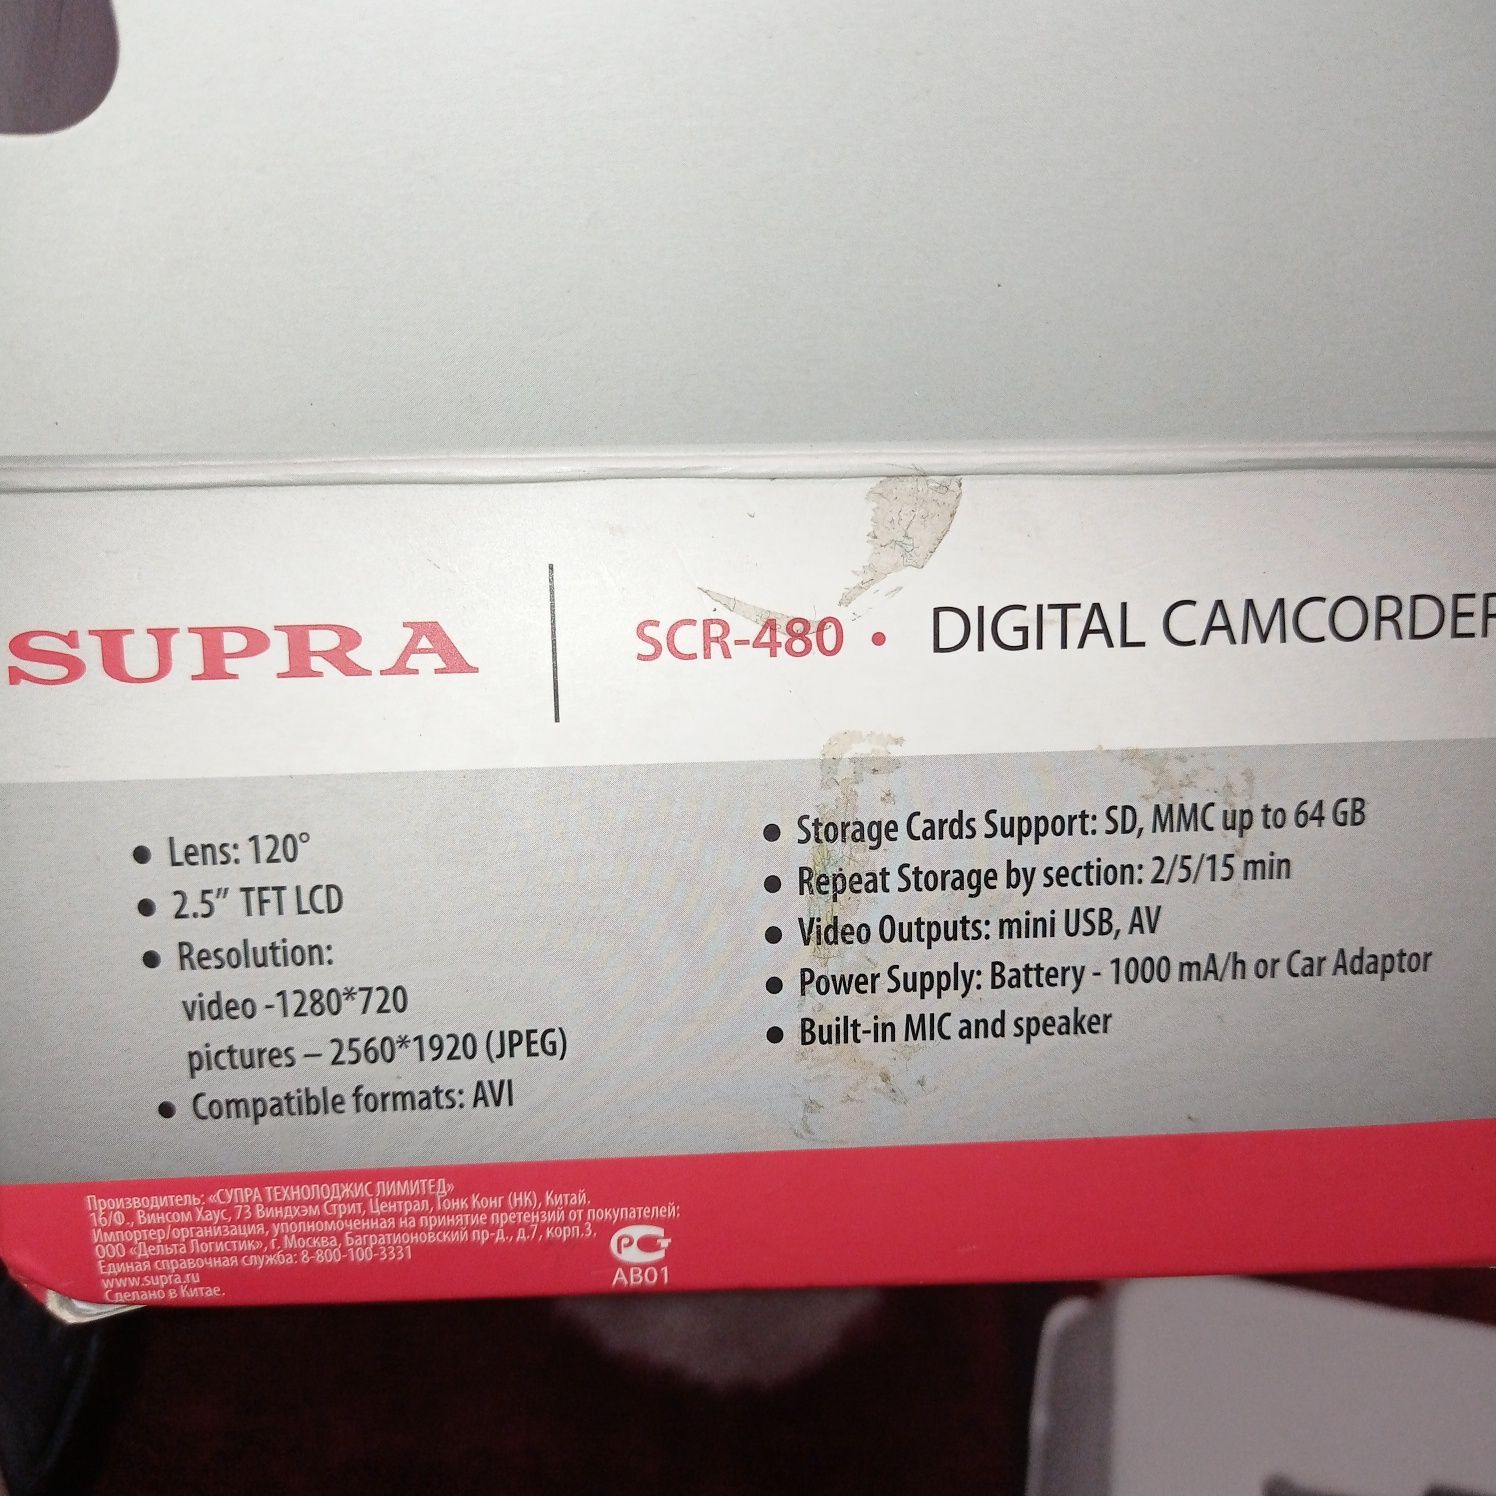 SUPRA
SCR-480 • DIGITAL CAMCORDER
• Lens: 120°
• 2.5" TFT LCD
• Resolution:
video -1280*720
pictures – 2560*1920 (JPEG)
• Compatible formats: AVI
• Storage Cards Support: SD, MMC up to 64 GB
• Repeat Storage by section: 2/5/15 min
• Video Outputs: mini USB, AV
• Power Supply: Battery - 1000 mA/h or Car Adaptor
• Built-in MIC and speaker
Производитель: «СУПРА ТЕХНОЛОДЖИС ЛИМИТЕД»
16/Ф., Винсом Хаус, 73 Виндхэм Стрит, Централ, Гонк Конг (НК), Китай.
Импортер/организация, уполномоченная на принятие претензий от покупателей:
ООО «Дельта Логистик», г. Москва, Багратионовский пр-д., д.7, корп.3.
Единая справочная служба: 8-800-100-3331
www.supra.ru
Сделано в Китае.
РСТ
АВ01